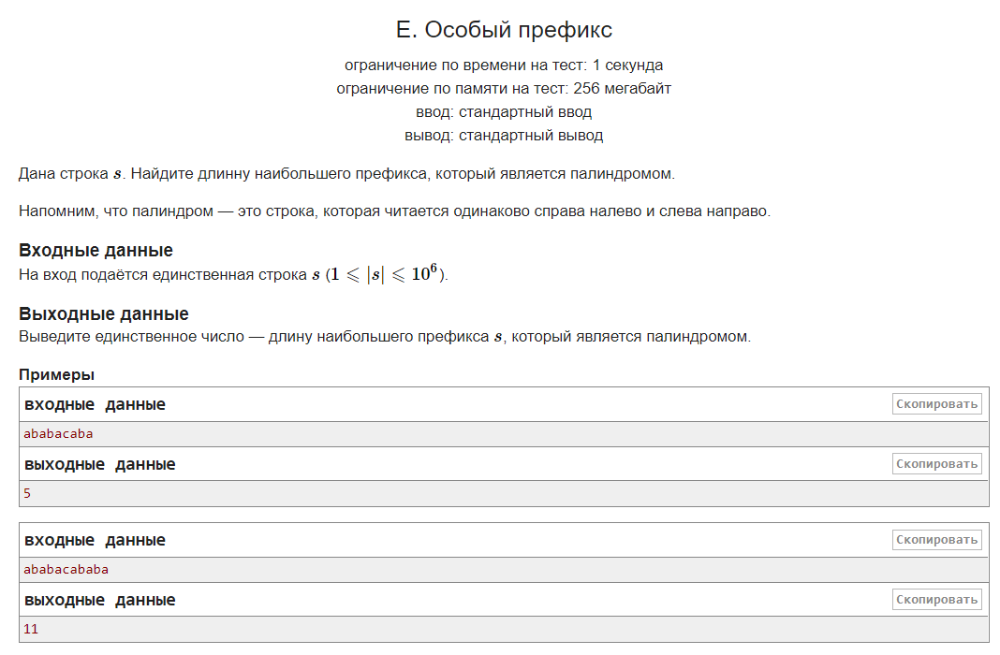 E. Особый префикс
ограничение по времени на тест: 1 секунда
ограничение по памяти на тест: 256 мегабайт
ввод: стандартный ввод
вывод: стандартный вывод
Дана строка s. Найдите длинну наибольшего префикса, который является палиндромом.
Напомним, что палиндром — это строка, которая читается одинаково справа налево и слева направо.
Входные данные
На вход подаётся единственная строка s (1 ⩽ |s| ⩽ 10⁶).
Выходные данные
Выведите единственное число — длину наибольшего префикса s, который является палиндромом.
Примеры
входные данные Скопировать
ababacaba
выходные данные Скопировать
5
входные данные Скопировать
ababacababa
выходные данные Скопировать
11